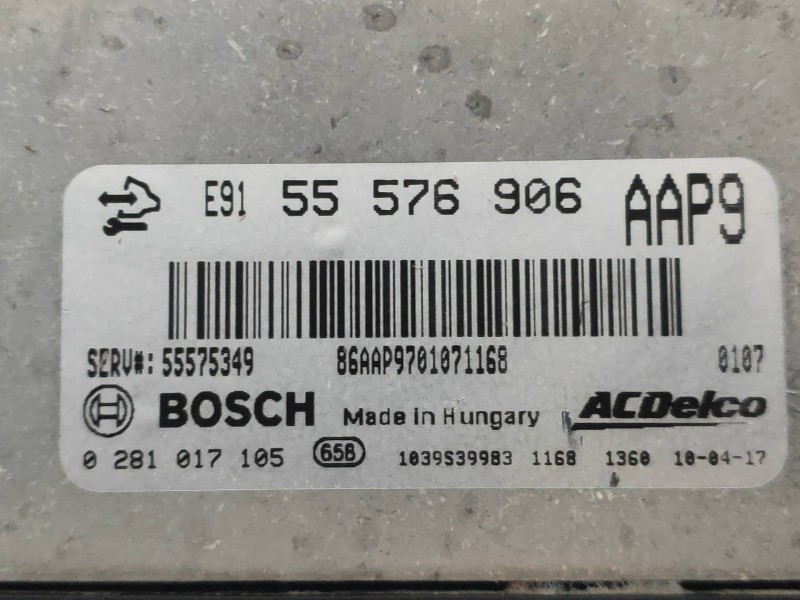 E91 55 576 906 AAP9
SERV#: 55575349 86AAP9701071168 0107
BOSCH Made in Hungary ACDelco
0 281 017 105 658 1039S39983 1168 1360 10-04-17